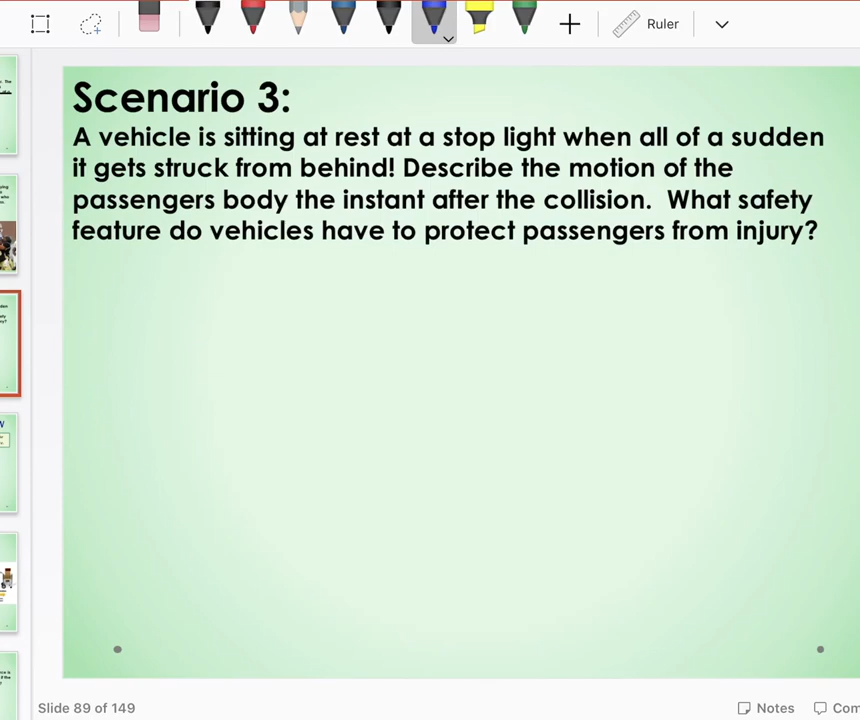 Ruler
Scenario 3:
A vehicle is sitting at rest at a stop light when all of a sudden
it gets struck from behind! Describe the motion of the
passengers body the instant after the collision.  What safety
feature do vehicles have to protect passengers from injury?
Slide 89 of 149
Notes
Com